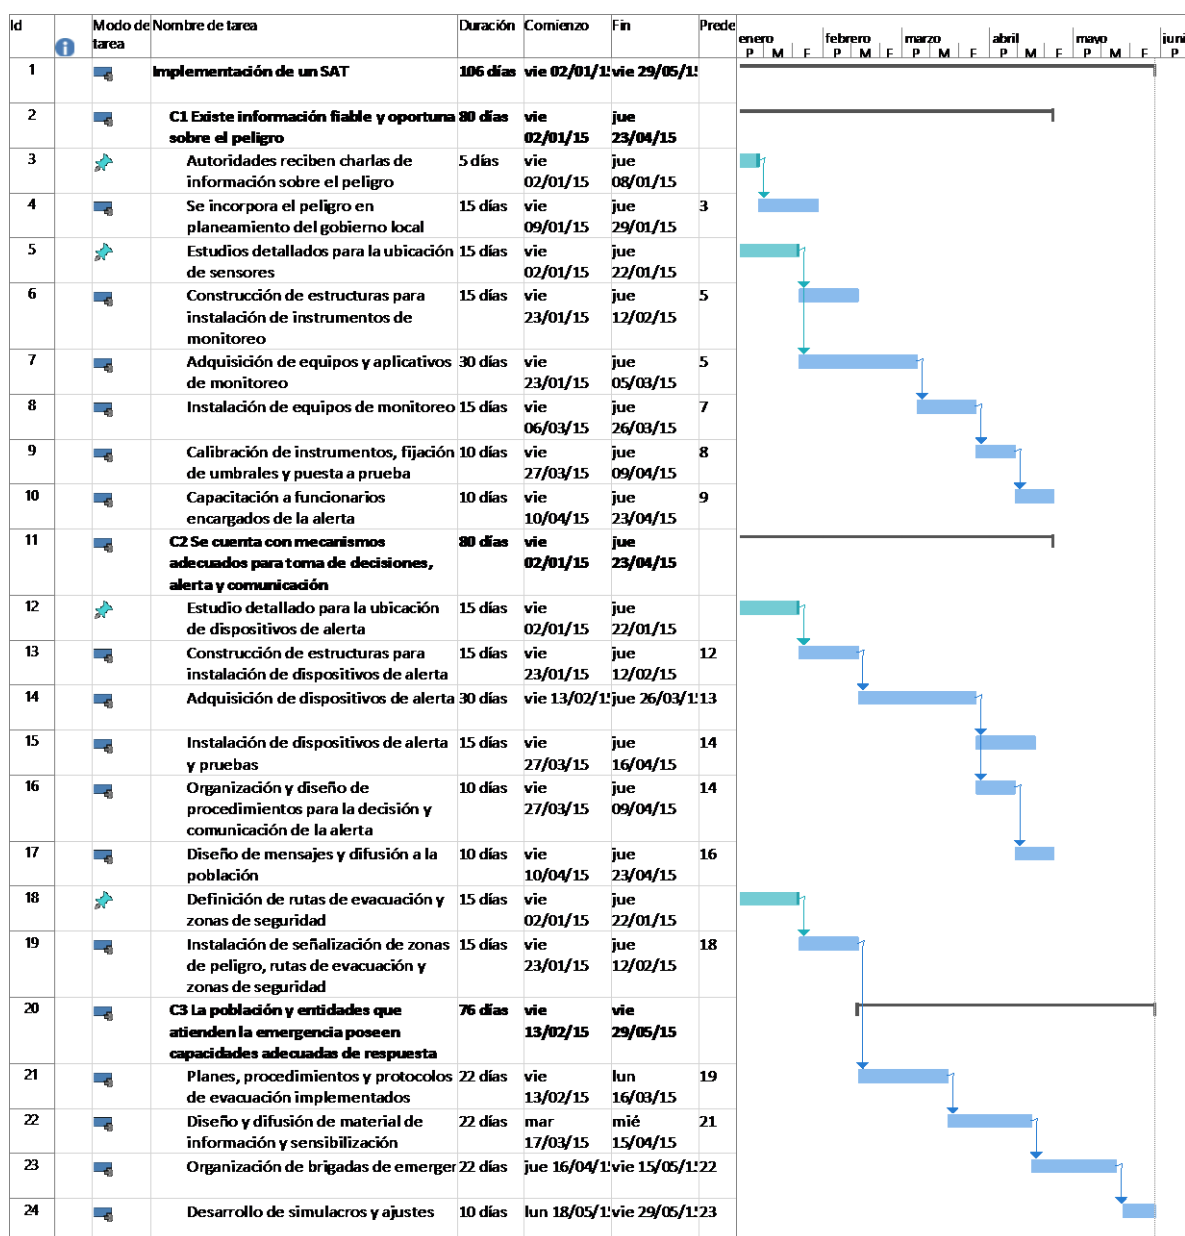 Id Modo de Nombre de tarea Duración Comienzo Fin Prede
tarea
enero febrero marzo abril mayo juni
P M F P M F P M F P M F P M F P
1 Implementación de un SAT 106 días vie 02/01/1! vie 29/05/1!
2 C1 Existe información fiable y oportuna 80 días vie jue
sobre el peligro 02/01/15 23/04/15
3 Autoridades reciben charlas de 5 días vie jue
información sobre el peligro 02/01/15 08/01/15
4 Se incorpora el peligro en 15 días vie jue 3
planeamiento del gobierno local 09/01/15 29/01/15
5 Estudios detallados para la ubicación 15 días vie jue
de sensores 02/01/15 22/01/15
6 Construcción de estructuras para 15 días vie jue 5
instalación de instrumentos de 23/01/15 12/02/15
monitoreo
7 Adquisición de equipos y aplicativos 30 días vie jue 5
de monitoreo 23/01/15 05/03/15
8 Instalación de equipos de monitoreo 15 días vie jue 7
06/03/15 26/03/15
9 Calibración de instrumentos, fijación 10 días vie jue 8
de umbrales y puesta a prueba 27/03/15 09/04/15
10 Capacitación a funcionarios 10 días vie jue 9
encargados de la alerta 10/04/15 23/04/15
11 C2 Se cuenta con mecanismos 80 días vie jue
adecuados para toma de decisiones, 02/01/15 23/04/15
alerta y comunicación
12 Estudio detallado para la ubicación 15 días vie jue
de dispositivos de alerta 02/01/15 22/01/15
13 Construcción de estructuras para 15 días vie jue 12
instalación de dispositivos de alerta 23/01/15 12/02/15
14 Adquisición de dispositivos de alerta 30 días vie 13/02/1! jue 26/03/1! 13
15 Instalación de dispositivos de alerta 15 días vie jue 14
y pruebas 27/03/15 16/04/15
16 Organización y diseño de 10 días vie jue 14
procedimientos para la decisión y 27/03/15 09/04/15
comunicación de la alerta
17 Diseño de mensajes y difusión a la 10 días vie jue 16
población 10/04/15 23/04/15
18 Definición de rutas de evacuación y 15 días vie jue
zonas de seguridad 02/01/15 22/01/15
19 Instalación de señalización de zonas 15 días vie jue 18
de peligro, rutas de evacuación y 23/01/15 12/02/15
zonas de seguridad
20 C3 La población y entidades que 76 días vie vie
atienden la emergencia poseen 13/02/15 29/05/15
capacidades adecuadas de respuesta
21 Planes, procedimientos y protocolos 22 días vie lun 19
de evacuación implementados 13/02/15 16/03/15
22 Diseño y difusión de material de 22 días mar mié 21
información y sensibilización 17/03/15 15/04/15
23 Organización de brigadas de emerger 22 días jue 16/04/1! vie 15/05/1! 22
24 Desarrollo de simulacros y ajustes 10 días lun 18/05/1! vie 29/05/1! 23